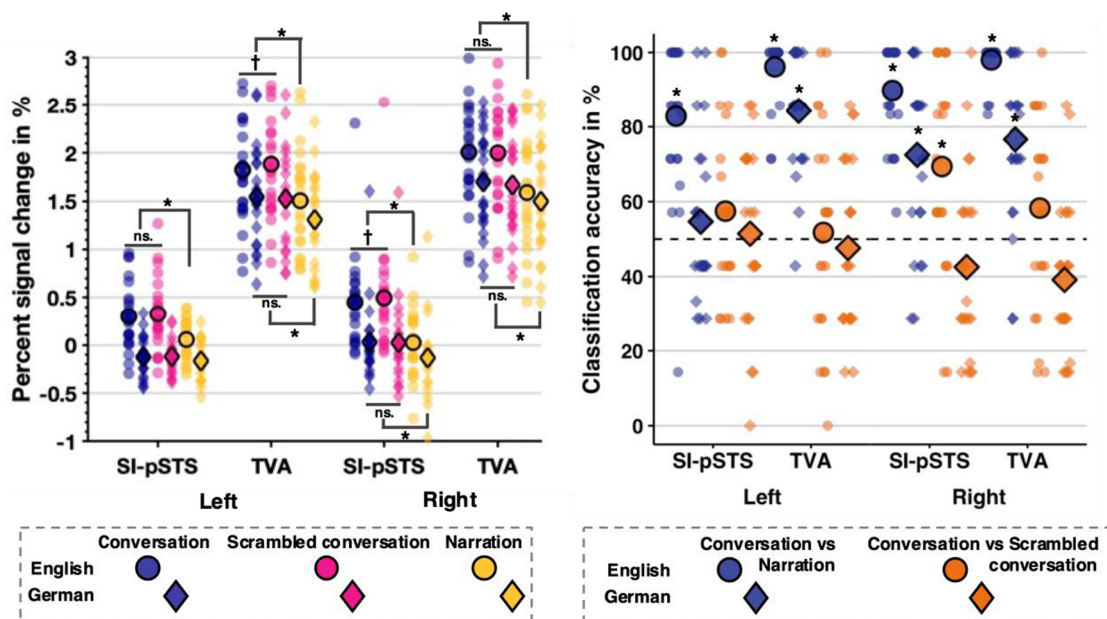 Percent signal change in %
3
2.5
2
1.5
1
0.5
0
-0.5
-1
ns.
*
†
*
ns.
*
†
*
ns.
*
ns.
*
ns.
*
ns.
*
SI-pSTS TVA SI-pSTS TVA
Left Right
Conversation Scrambled conversation Narration
English
German
Classification accuracy in %
100
80
60
40
20
0
*
*
*
*
*
*
*
*
SI-pSTS TVA SI-pSTS TVA
Left Right
Conversation vs Narration
Conversation vs Scrambled conversation
English
German